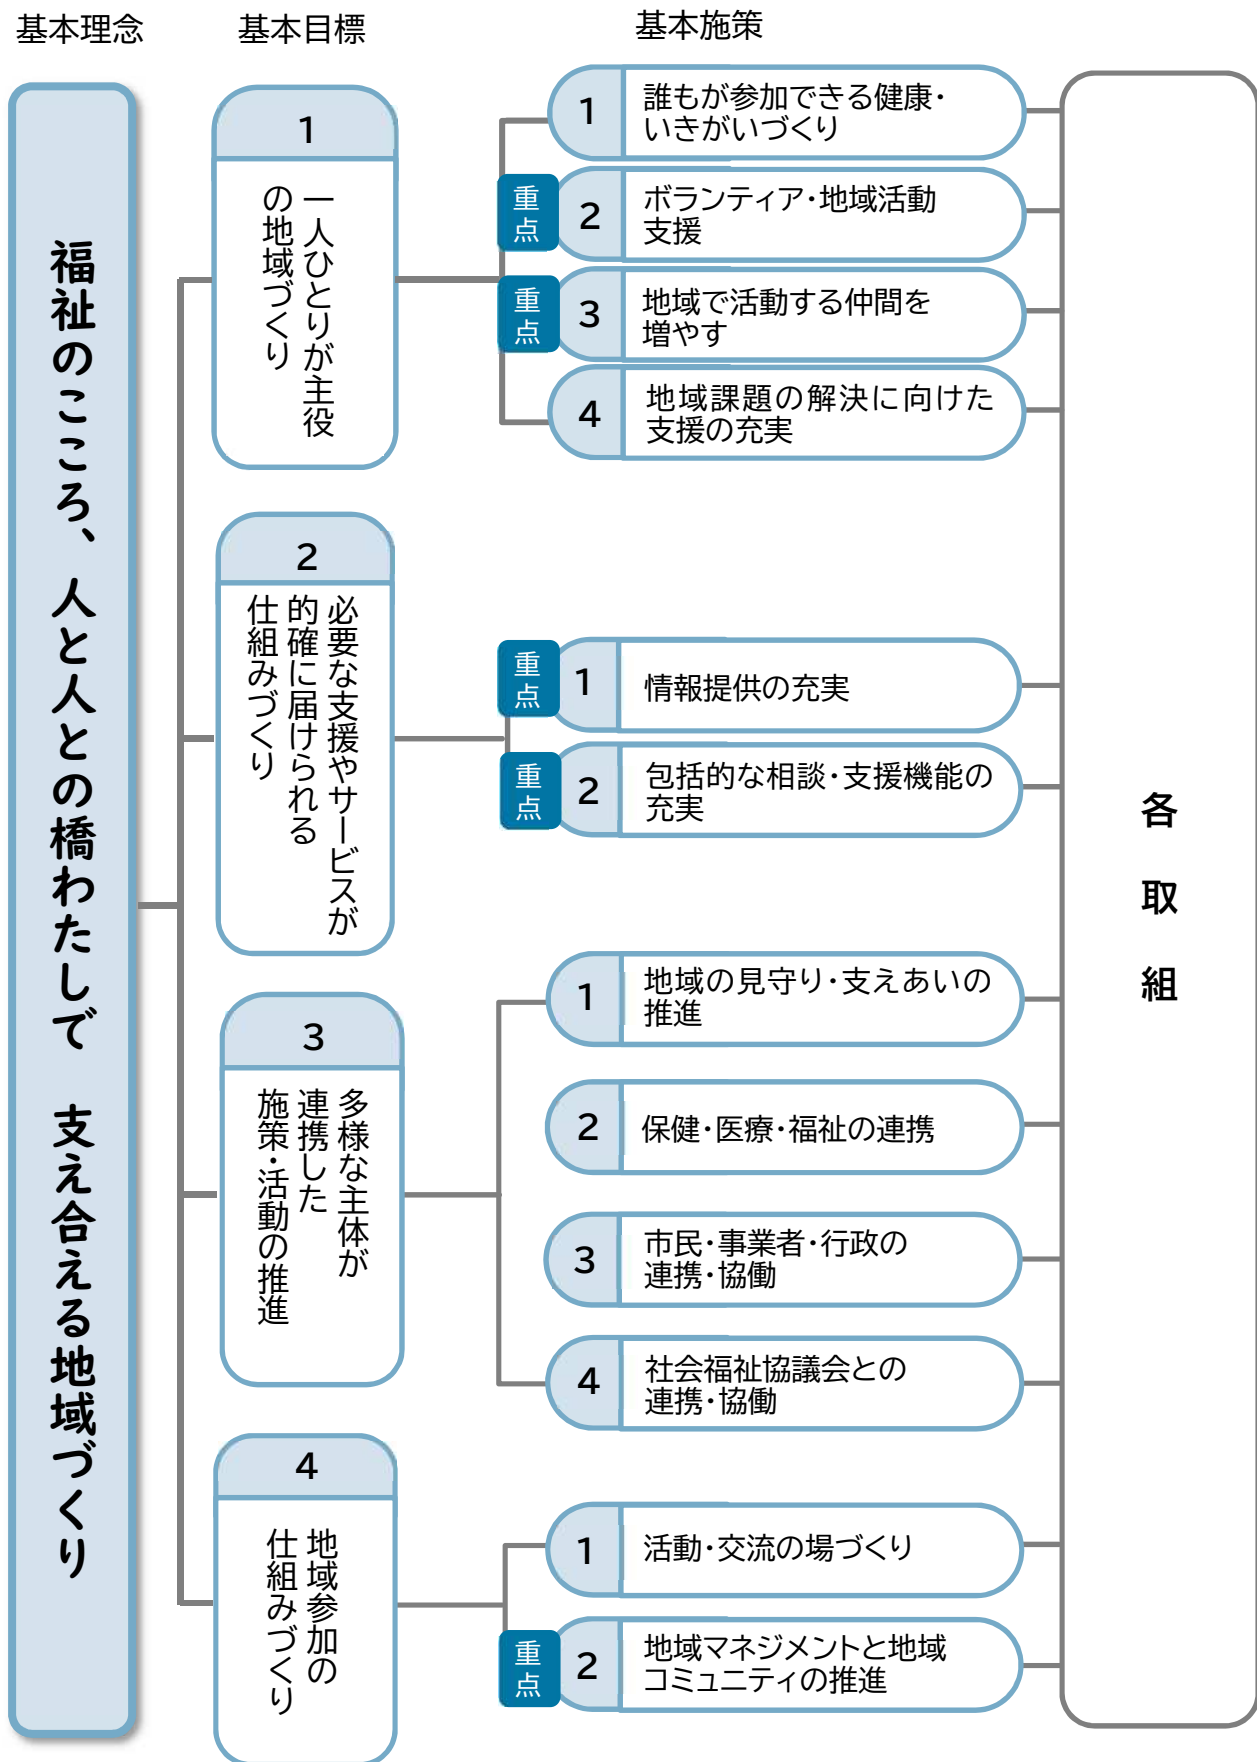 基本理念
基本目標
基本施策
福祉のこころ、人と人との橋わたしで　支え合える地域づくり
1
一人ひとりが主役
の地域づくり
1
誰もが参加できる健康・
いきがいづくり
重点
2
ボランティア・地域活動
支援
重点
3
地域で活動する仲間を
増やす
4
地域課題の解決に向けた
支援の充実
2
必要な支援やサービスが
的確に届けられる
仕組みづくり
重点
1
情報提供の充実
重点
2
包括的な相談・支援機能の
充実
3
多様な主体が
連携した
施策・活動の推進
1
地域の見守り・支えあいの
推進
2
保健・医療・福祉の連携
3
市民・事業者・行政の
連携・協働
4
社会福祉協議会との
連携・協働
4
地域参加の
仕組みづくり
1
活動・交流の場づくり
重点
2
地域マネジメントと地域
コミュニティの推進
各取組